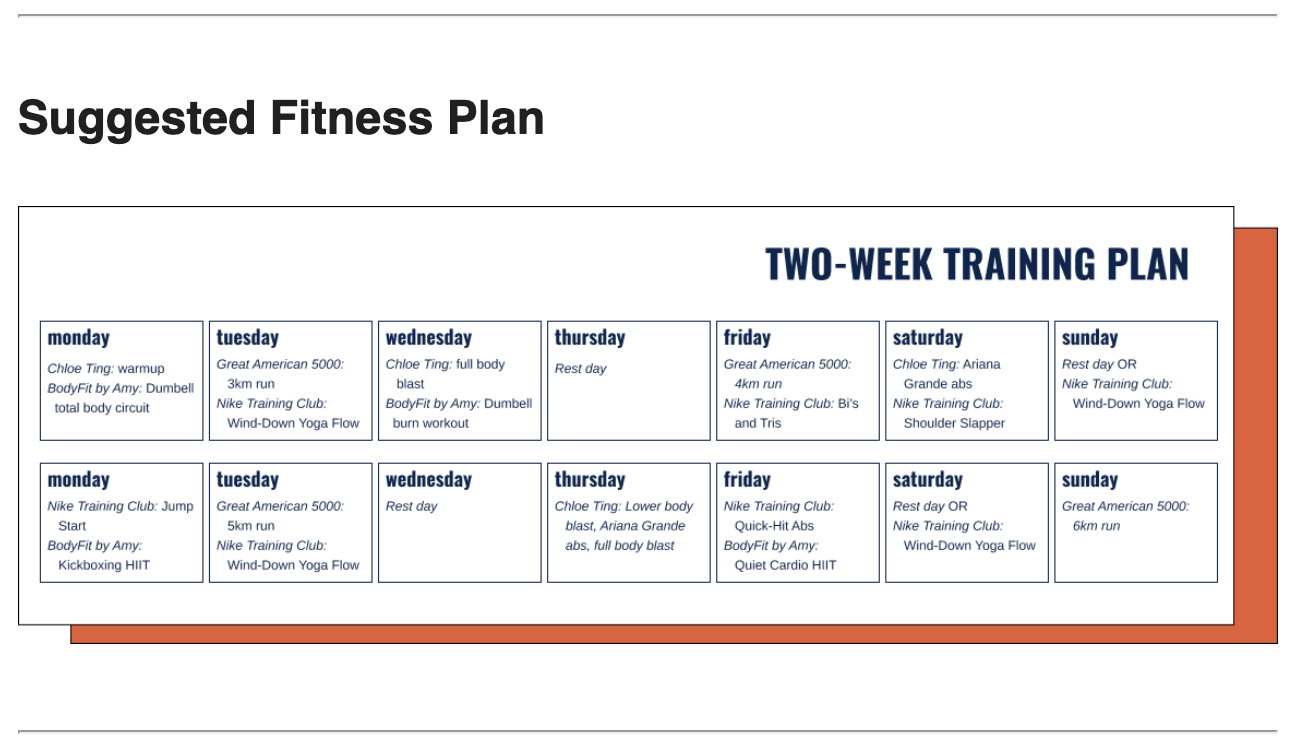 Suggested Fitness Plan
TWO-WEEK TRAINING PLAN
monday
Chloe Ting: warmup
BodyFit by Amy: Dumbell
total body circuit
tuesday
Great American 5000:
3km run
Nike Training Club:
Wind-Down Yoga Flow
wednesday
Chloe Ting: full body
blast
BodyFit by Amy: Dumbell
burn workout
thursday
Rest day
friday
Great American 5000:
4km run
Nike Training Club: Bi's
and Tris
saturday
Chloe Ting: Ariana
Grande abs
Nike Training Club:
Shoulder Slapper
sunday
Rest day OR
Nike Training Club:
Wind-Down Yoga Flow
monday
Nike Training Club: Jump
Start
BodyFit by Amy:
Kickboxing HIIT
tuesday
Great American 5000:
5km run
Nike Training Club:
Wind-Down Yoga Flow
wednesday
Rest day
thursday
Chloe Ting: Lower body
blast, Ariana Grande
abs, full body blast
friday
Nike Training Club:
Quick-Hit Abs
BodyFit by Amy:
Quiet Cardio HIIT
saturday
Rest day OR
Nike Training Club:
Wind-Down Yoga Flow
sunday
Great American 5000:
6km run